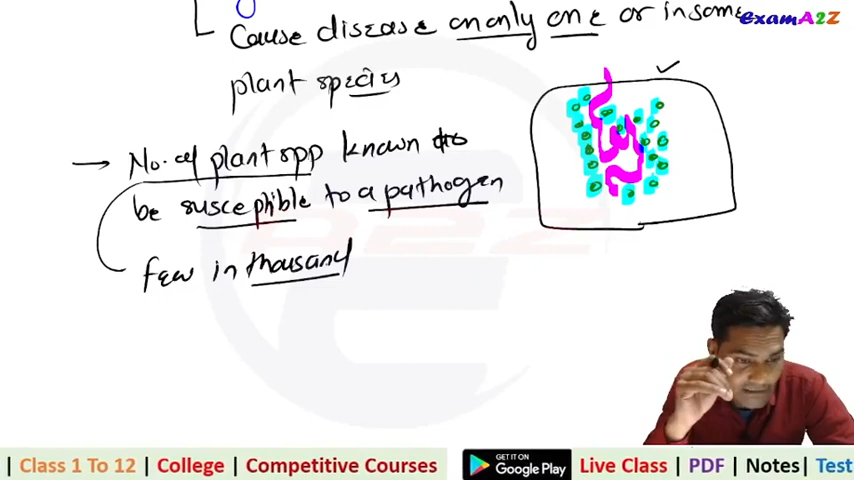 ExamA2Z
Cause disease on only one or in some
plant species
→ No. of plant spp known to
be susceptible to a pathogen
few in thousand
| Class 1 To 12 | College | Competitive Courses GET IT ON Google Play Live Class | PDF | Notes| Test